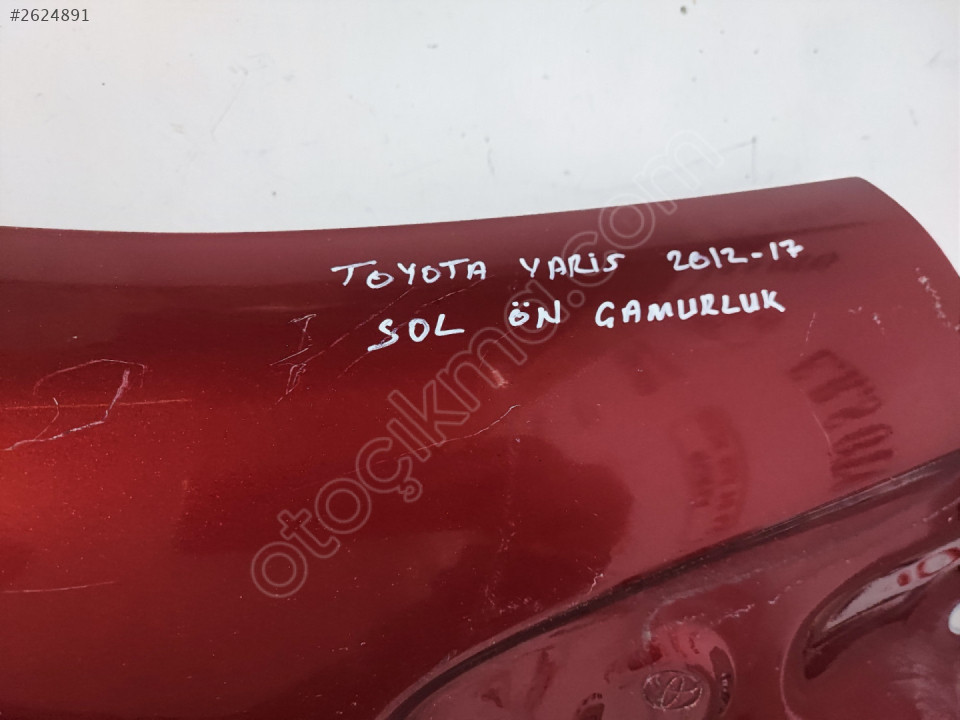 #2624891
TOYOTA YARIS 2012-17
SOL ÖN GAMURLUK
otoçıkma.com